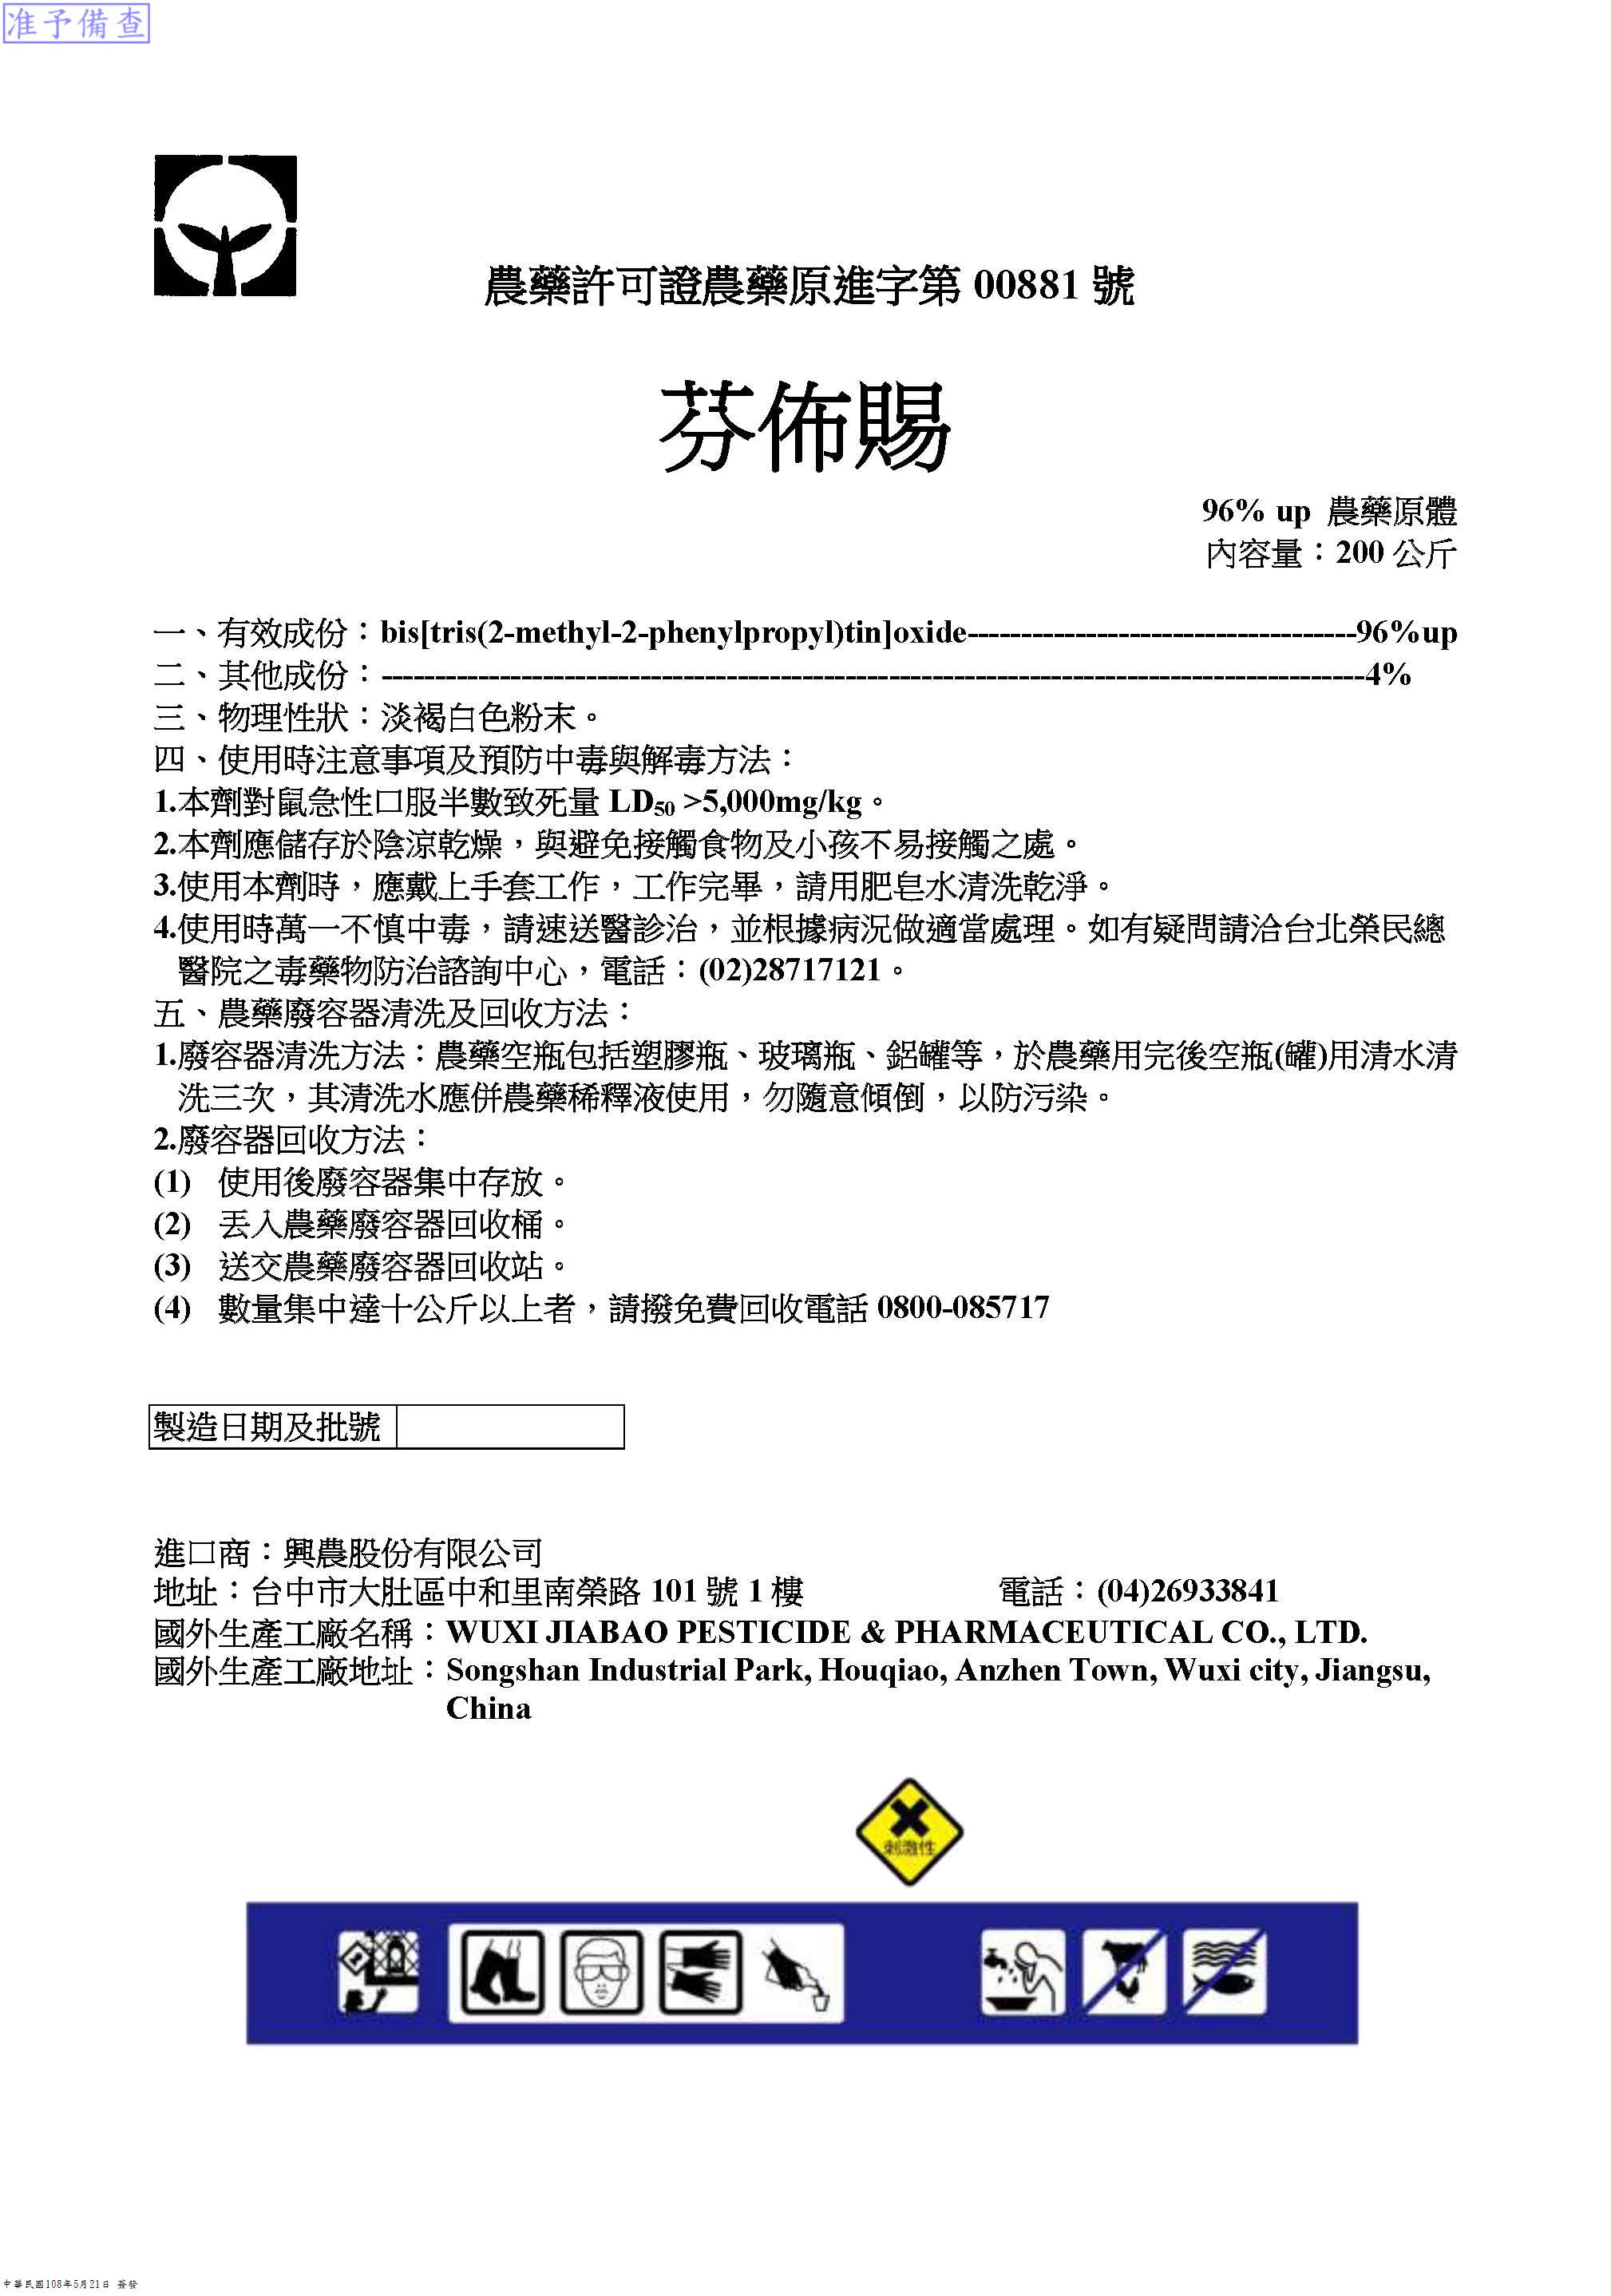 准予備查
農藥許可證農藥原進字第 00881 號
芬佈賜
96% up 農藥原體
內容量：200 公斤
一、有效成份：bis[tris(2-methyl-2-phenylpropyl)tin]oxide------------------------------------96%up
二、其他成份：-------------------------------------------------------------------------------------------4%
三、物理性狀：淡褐白色粉末。
四、使用時注意事項及預防中毒與解毒方法：
1.本劑對鼠急性口服半數致死量 LD50 >5,000mg/kg。
2.本劑應儲存於陰涼乾燥，與避免接觸食物及小孩不易接觸之處。
3.使用本劑時，應戴上手套工作，工作完畢，請用肥皂水清洗乾淨。
4.使用時萬一不慎中毒，請速送醫診治，並根據病況做適當處理。如有疑問請洽台北榮民總
醫院之毒藥物防治諮詢中心，電話：(02)28717121。
五、農藥廢容器清洗及回收方法：
1.廢容器清洗方法：農藥空瓶包括塑膠瓶、玻璃瓶、鋁罐等，於農藥用完後空瓶(罐)用清水清
洗三次，其清洗水應併農藥稀釋液使用，勿隨意傾倒，以防污染。
2.廢容器回收方法：
(1) 使用後廢容器集中存放。
(2) 丟入農藥廢容器回收桶。
(3) 送交農藥廢容器回收站。
(4) 數量集中達十公斤以上者，請撥免費回收電話 0800-085717
製造日期及批號
進口商：興農股份有限公司
地址：台中市大肚區中和里南榮路 101 號 1 樓 電話：(04)26933841
國外生產工廠名稱：WUXI JIABAO PESTICIDE & PHARMACEUTICAL CO., LTD.
國外生產工廠地址：Songshan Industrial Park, Houqiao, Anzhen Town, Wuxi city, Jiangsu,
China
刺激性
中華民國108年5月21日 簽發